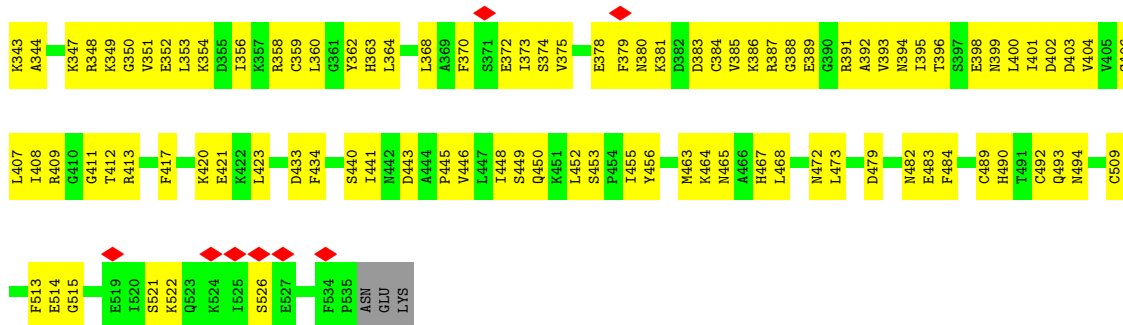 K343 A344 K347 R348 K349 G350 V351 E352 L353 K354 D355 I356 K357 R358 C359 L360 G361 Y362 H363 L364 L368 A369 F370 S371 E372 I373 S374 V375 E378 F379 N380 K381 D382 D383 C384 V385 K386 R387 G388 E389 G390 R391 A392 V393 N394 I395 T396 S397 E398 N399 L400 I401 D402 D403 V404 V405
L407 I408 R409 G410 G411 T412 R413 F417 K420 E421 K422 L423 D433 F434 S440 I441 N442 D443 A444 P445 V446 L447 I448 S449 Q450 K451 L452 S453 P454 I455 Y456 M463 K464 N465 A466 H467 L468 N472 L473 D479 N482 E483 F484 C489 H490 T491 C492 Q493 N494 C509
F513 E514 G515 E519 I520 S521 K522 Q523 K524 I525 S526 E527 F534 P535 ASN GLU LYS